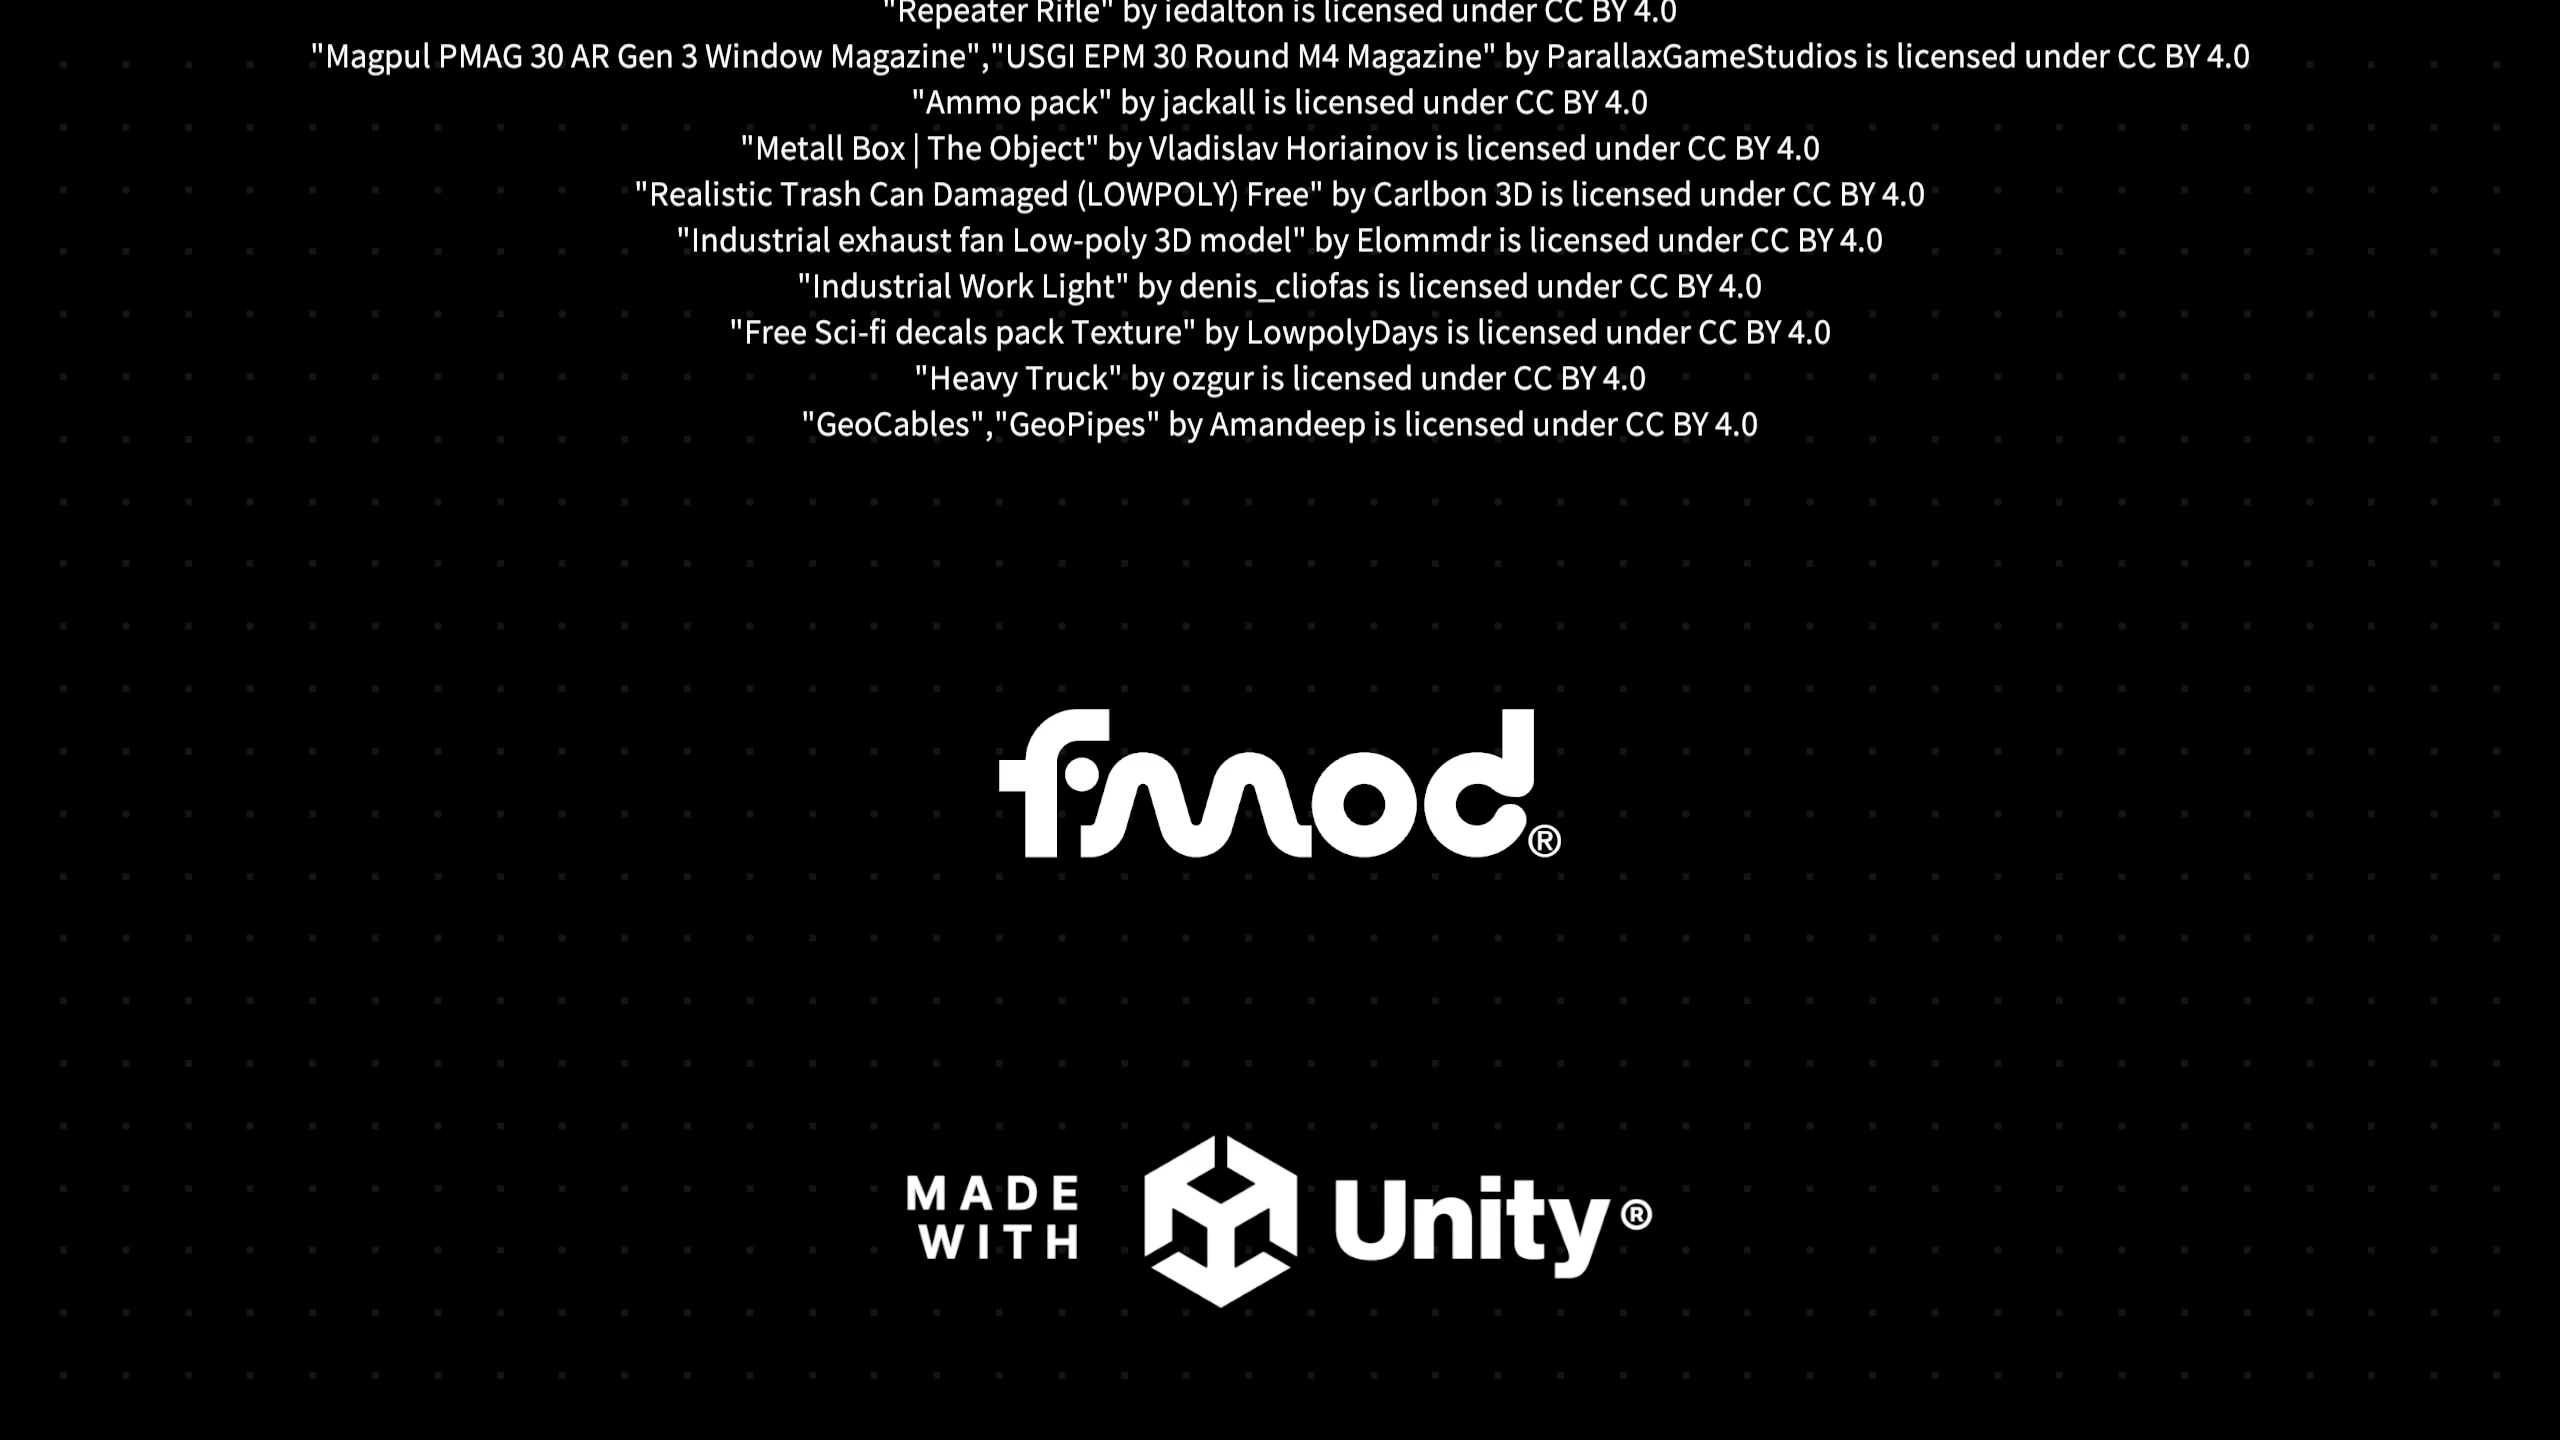 "Repeater Rifle" by iedalton is licensed under CC BY 4.0
"Magpul PMAG 30 AR Gen 3 Window Magazine","USGI EPM 30 Round M4 Magazine" by ParallaxGameStudios is licensed under CC BY 4.0
"Ammo pack" by jackall is licensed under CC BY 4.0
"Metall Box | The Object" by Vladislav Horiainov is licensed under CC BY 4.0
"Realistic Trash Can Damaged (LOWPOLY) Free" by Carlbon 3D is licensed under CC BY 4.0
"Industrial exhaust fan Low-poly 3D model" by Elommdr is licensed under CC BY 4.0
"Industrial Work Light" by denis_cliofas is licensed under CC BY 4.0
"Free Sci-fi decals pack Texture" by LowpolyDays is licensed under CC BY 4.0
"Heavy Truck" by ozgur is licensed under CC BY 4.0
"GeoCables","GeoPipes" by Amandeep is licensed under CC BY 4.0
fmod®
MADE
WITH
Unity®